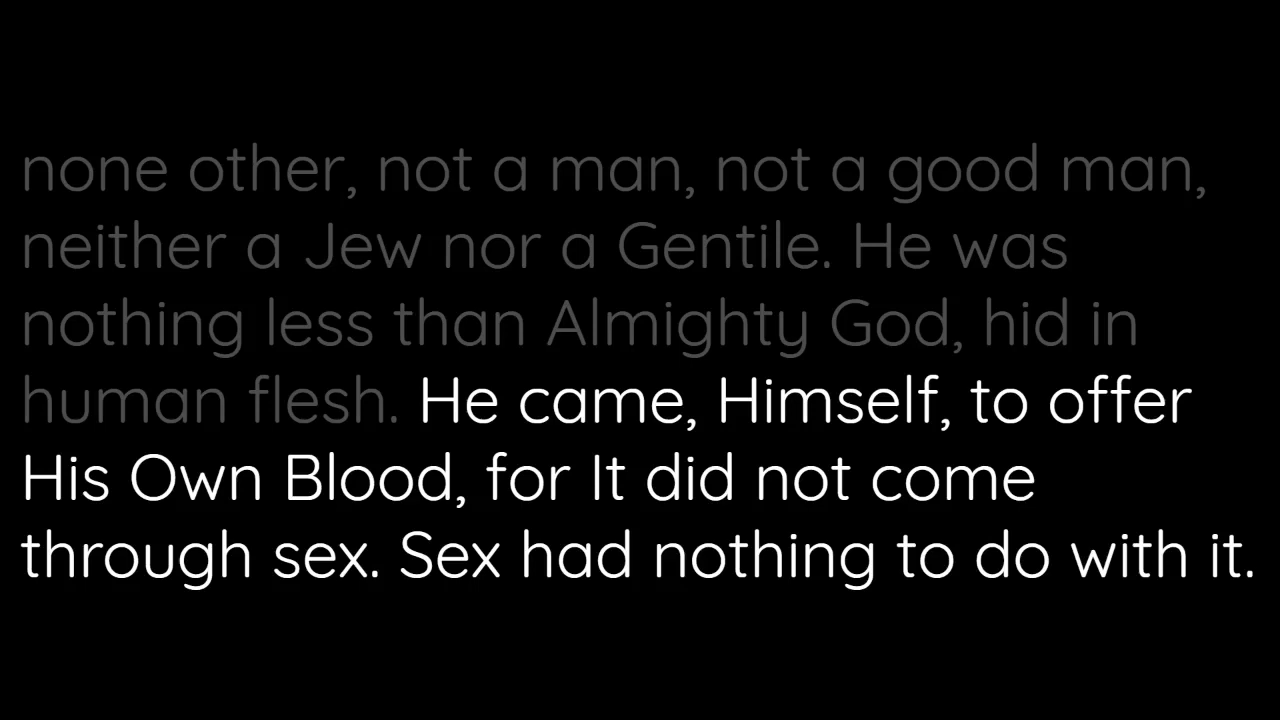 none other, not a man, not a good man,
neither a Jew nor a Gentile. He was
nothing less than Almighty God, hid in
human flesh. He came, Himself, to offer
His Own Blood, for It did not come
through sex. Sex had nothing to do with it.